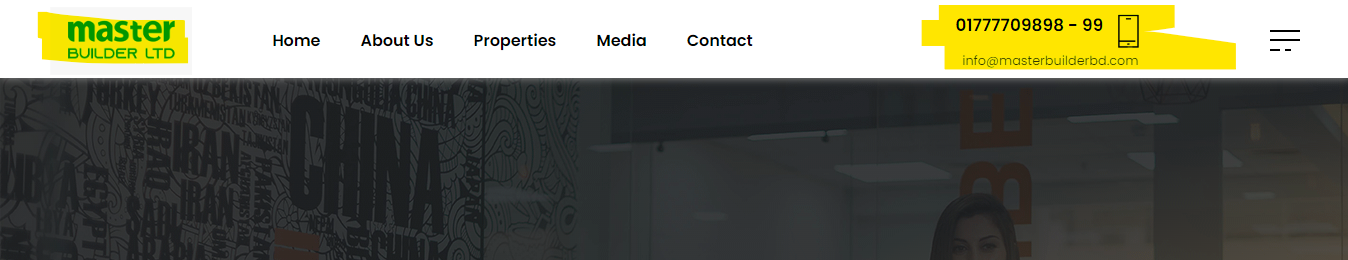 master
BUILDER LTD
Home
About Us
Properties
Media
Contact
01777709898 - 99
info@masterbuilderbd.com
TURKEY
UZBEKISTAN
CHINA
IRAN
CHINA
IRAN
EGYPT
CHINA